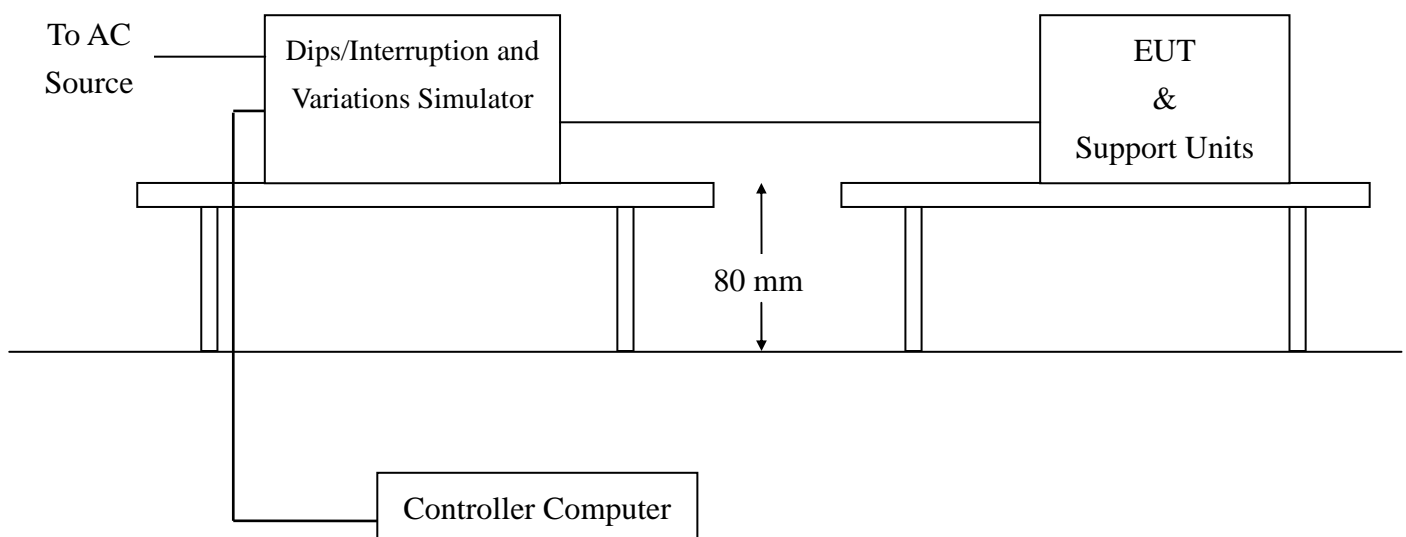 To AC
Source
Dips/Interruption and
Variations Simulator
EUT
&
Support Units
80 mm
Controller Computer